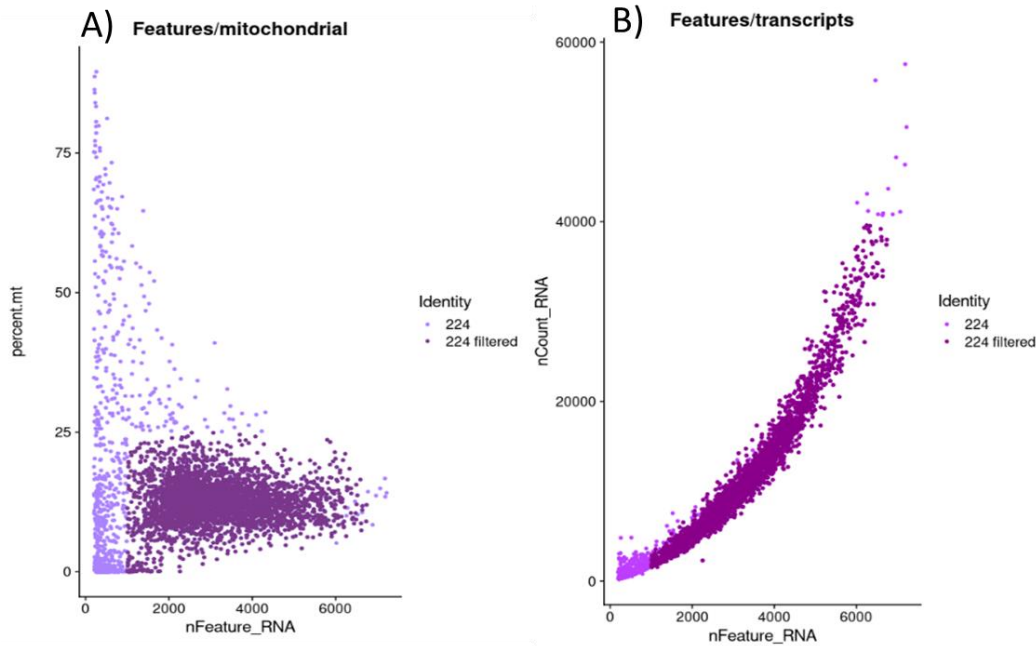 A) Features/mitochondrial
percent.mt
75
50
25
0
0 2000 4000 6000
nFeature_RNA
Identity
224
224 filtered
B) Features/transcripts
nCount_RNA
60000
40000
20000
0
0 2000 4000 6000
nFeature_RNA
Identity
224
224 filtered